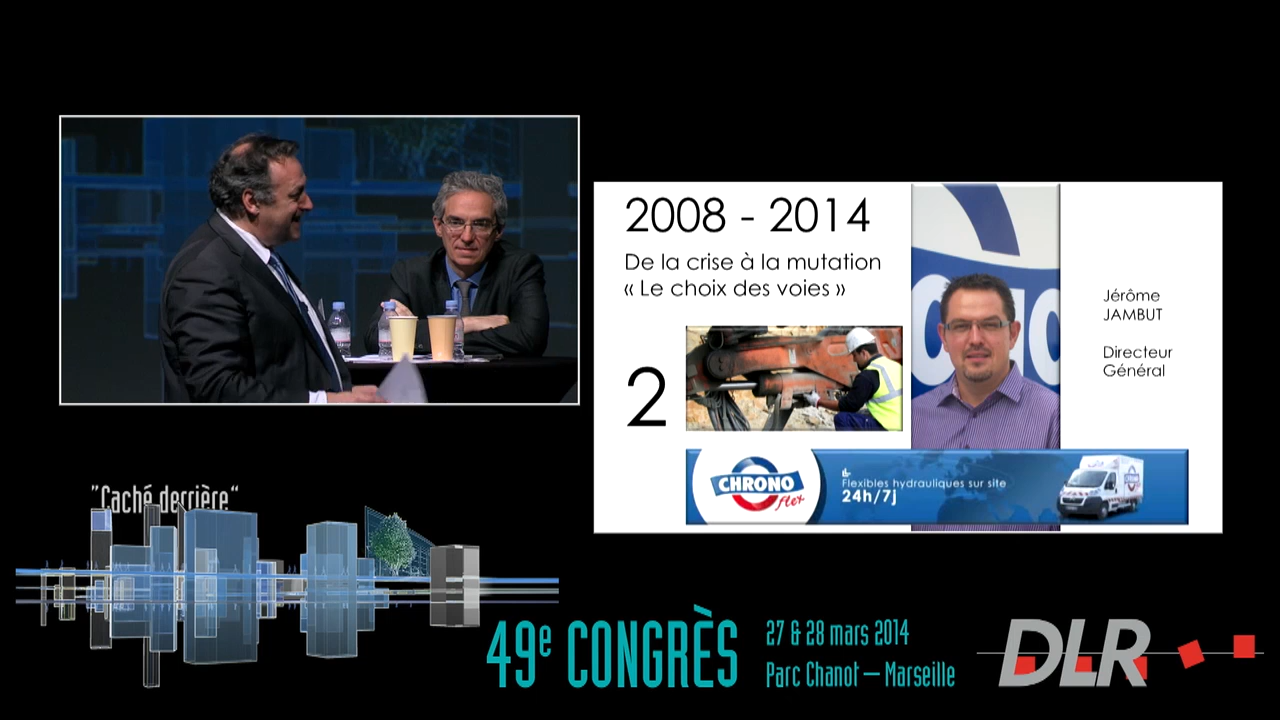 2008 - 2014
De la crise à la mutation
« Le choix des voies »
2
Jérôme
JAMBUT
Directeur
Général
CHRONO
flex
Flexibles hydrauliques sur site
24h/7j
"Caché derrière"
49e CONGRÈS
27 & 28 mars 2014
Parc Chanot – Marseille
DLR